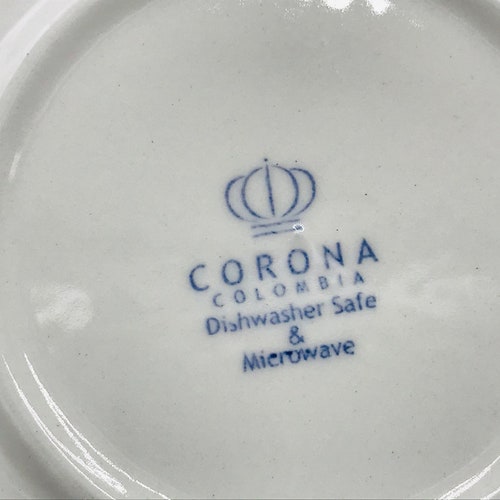 CORONA
COLOMBIA
Dishwasher Safe
&
Microwave